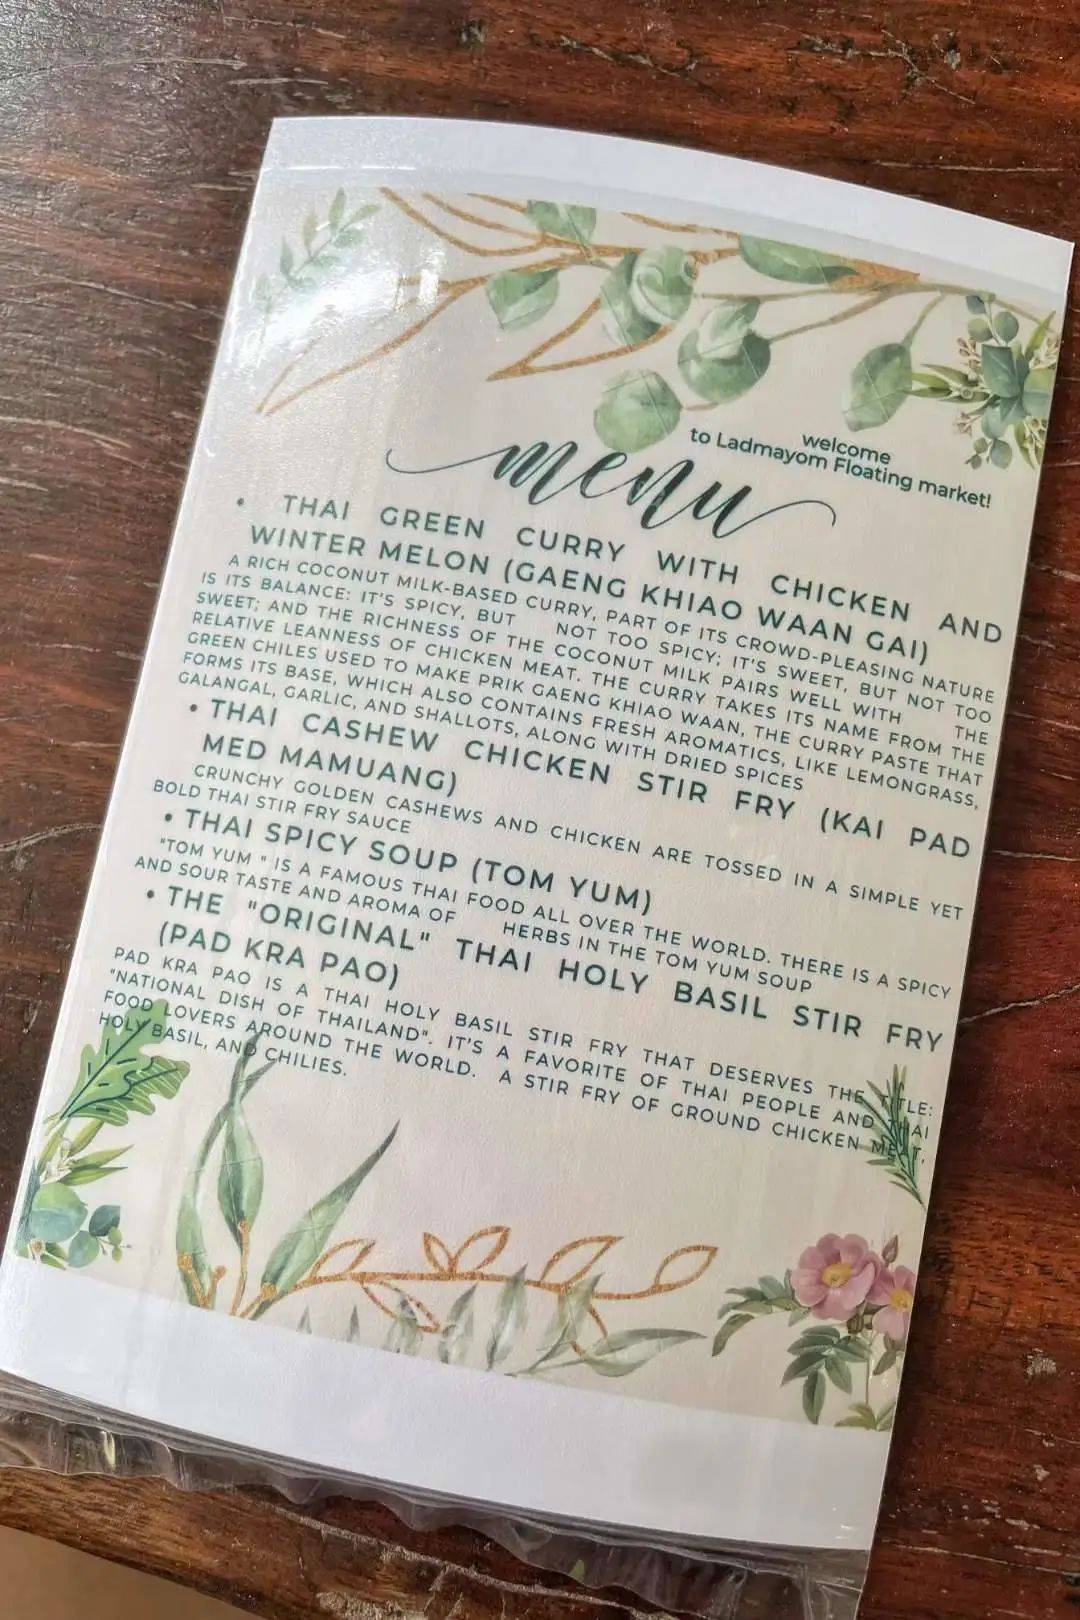 welcome
to Ladmayom Floating market!
menu
• THAI GREEN CURRY WITH CHICKEN AND
WINTER MELON (GAENG KHIAO WAAN GAI)
A RICH COCONUT MILK-BASED CURRY, PART OF ITS CROWD-PLEASING NATURE
IS ITS BALANCE: IT'S SPICY, BUT NOT TOO SPICY; IT'S SWEET, BUT NOT TOO
SWEET; AND THE RICHNESS OF THE COCONUT MILK PAIRS WELL WITH THE
RELATIVE LEANNESS OF CHICKEN MEAT. THE CURRY TAKES ITS NAME FROM THE
GREEN CHILES USED TO MAKE PRIK GAENG KHIAO WAAN, THE CURRY PASTE THAT
FORMS ITS BASE, WHICH ALSO CONTAINS FRESH AROMATICS, LIKE LEMONGRASS,
GALANGAL, GARLIC, AND SHALLOTS, ALONG WITH DRIED SPICES
• THAI CASHEW CHICKEN STIR FRY (KAI PAD
MED MAMUANG)
CRUNCHY GOLDEN CASHEWS AND CHICKEN ARE TOSSED IN A SIMPLE YET
BOLD THAI STIR FRY SAUCE
• THAI SPICY SOUP (TOM YUM)
"TOM YUM " IS A FAMOUS THAI FOOD ALL OVER THE WORLD. THERE IS A SPICY
AND SOUR TASTE AND AROMA OF HERBS IN THE TOM YUM SOUP
• THE "ORIGINAL" THAI HOLY BASIL STIR FRY
(PAD KRA PAO)
PAD KRA PAO IS A THAI HOLY BASIL STIR FRY THAT DESERVES THE TITLE:
"NATIONAL DISH OF THAILAND". IT'S A FAVORITE OF THAI PEOPLE AND THAI
FOOD LOVERS AROUND THE WORLD. A STIR FRY OF GROUND CHICKEN MEAT,
HOLY BASIL, AND CHILIES.